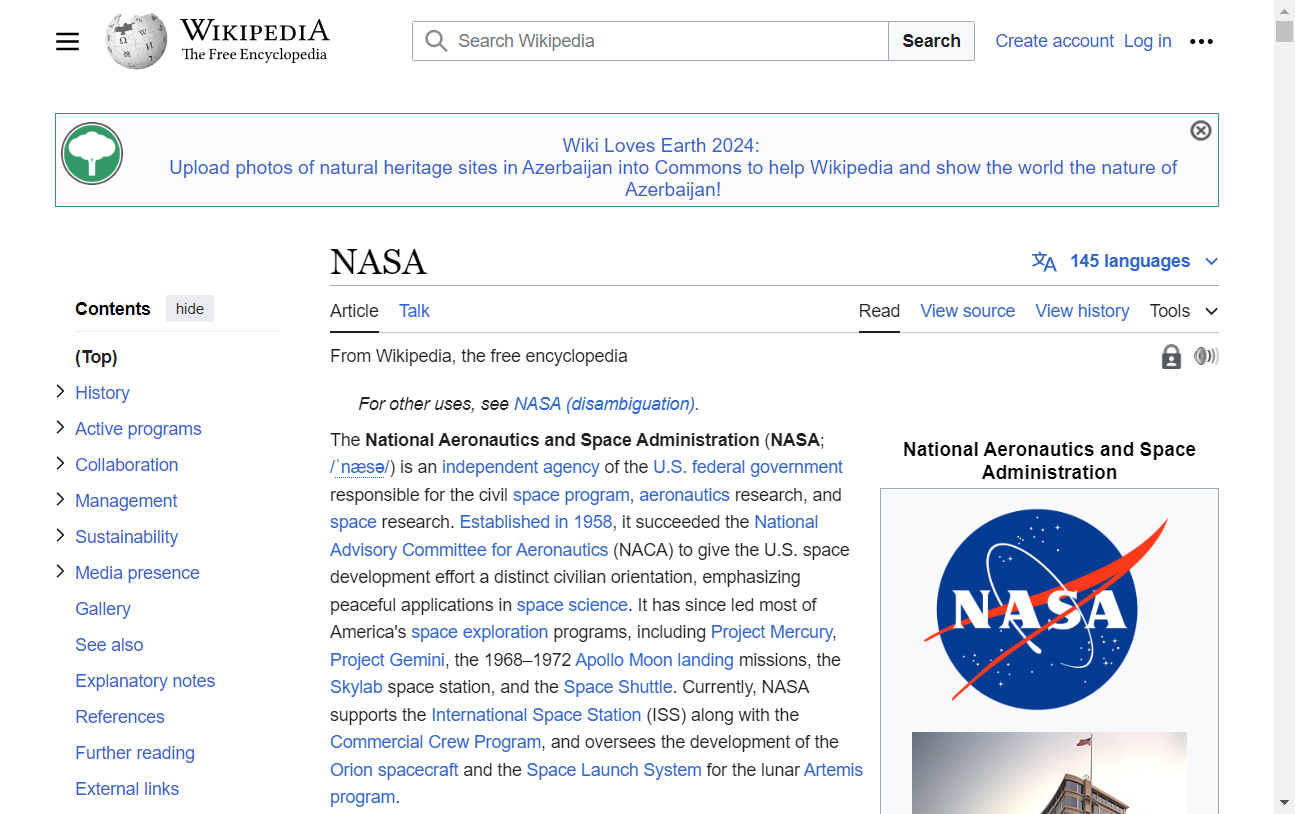 WIKIPEDIA
The Free Encyclopedia
Search Wikipedia
Search
Create account
Log in
Wiki Loves Earth 2024:
Upload photos of natural heritage sites in Azerbaijan into Commons to help Wikipedia and show the world the nature of
Azerbaijan!
NASA
145 languages
Contents
hide
(Top)
History
Active programs
Collaboration
Management
Sustainability
Media presence
Gallery
See also
Explanatory notes
References
Further reading
External links
Article
Talk
Read
View source
View history
Tools
From Wikipedia, the free encyclopedia
For other uses, see NASA (disambiguation).
The National Aeronautics and Space Administration (NASA;
/ˈnæsə/) is an independent agency of the U.S. federal government
responsible for the civil space program, aeronautics research, and
space research. Established in 1958, it succeeded the National
Advisory Committee for Aeronautics (NACA) to give the U.S. space
development effort a distinct civilian orientation, emphasizing
peaceful applications in space science. It has since led most of
America's space exploration programs, including Project Mercury,
Project Gemini, the 1968–1972 Apollo Moon landing missions, the
Skylab space station, and the Space Shuttle. Currently, NASA
supports the International Space Station (ISS) along with the
Commercial Crew Program, and oversees the development of the
Orion spacecraft and the Space Launch System for the lunar Artemis
program.
National Aeronautics and Space
Administration
NASA